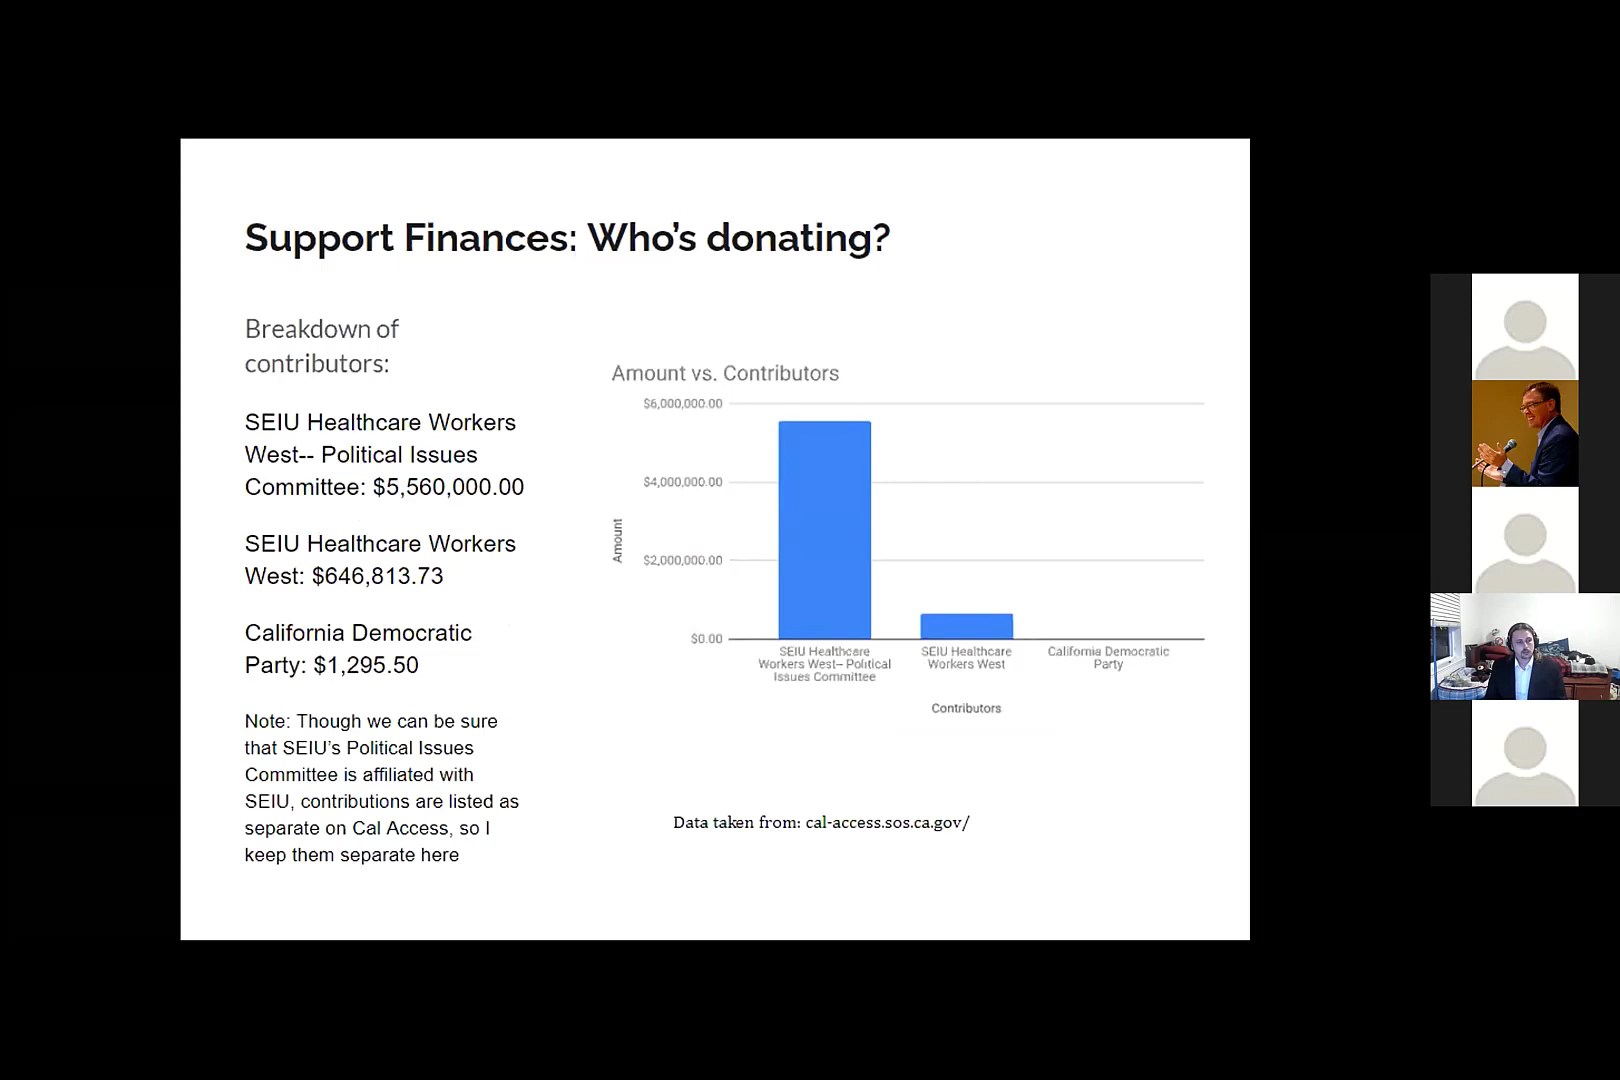 Support Finances: Who's donating?
Breakdown of
contributors:
SEIU Healthcare Workers
West-- Political Issues
Committee: $5,560,000.00
SEIU Healthcare Workers
West: $646,813.73
California Democratic
Party: $1,295.50
Note: Though we can be sure
that SEIU's Political Issues
Committee is affiliated with
SEIU, contributions are listed as
separate on Cal Access, so I
keep them separate here
Amount vs. Contributors
$6,000,000.00
$4,000,000.00
$2,000,000.00
$0.00
Amount
SEIU Healthcare
Workers West-- Political
Issues Committee
SEIU Healthcare
Workers West
California Democratic
Party
Contributors
Data taken from: cal-access.sos.ca.gov/